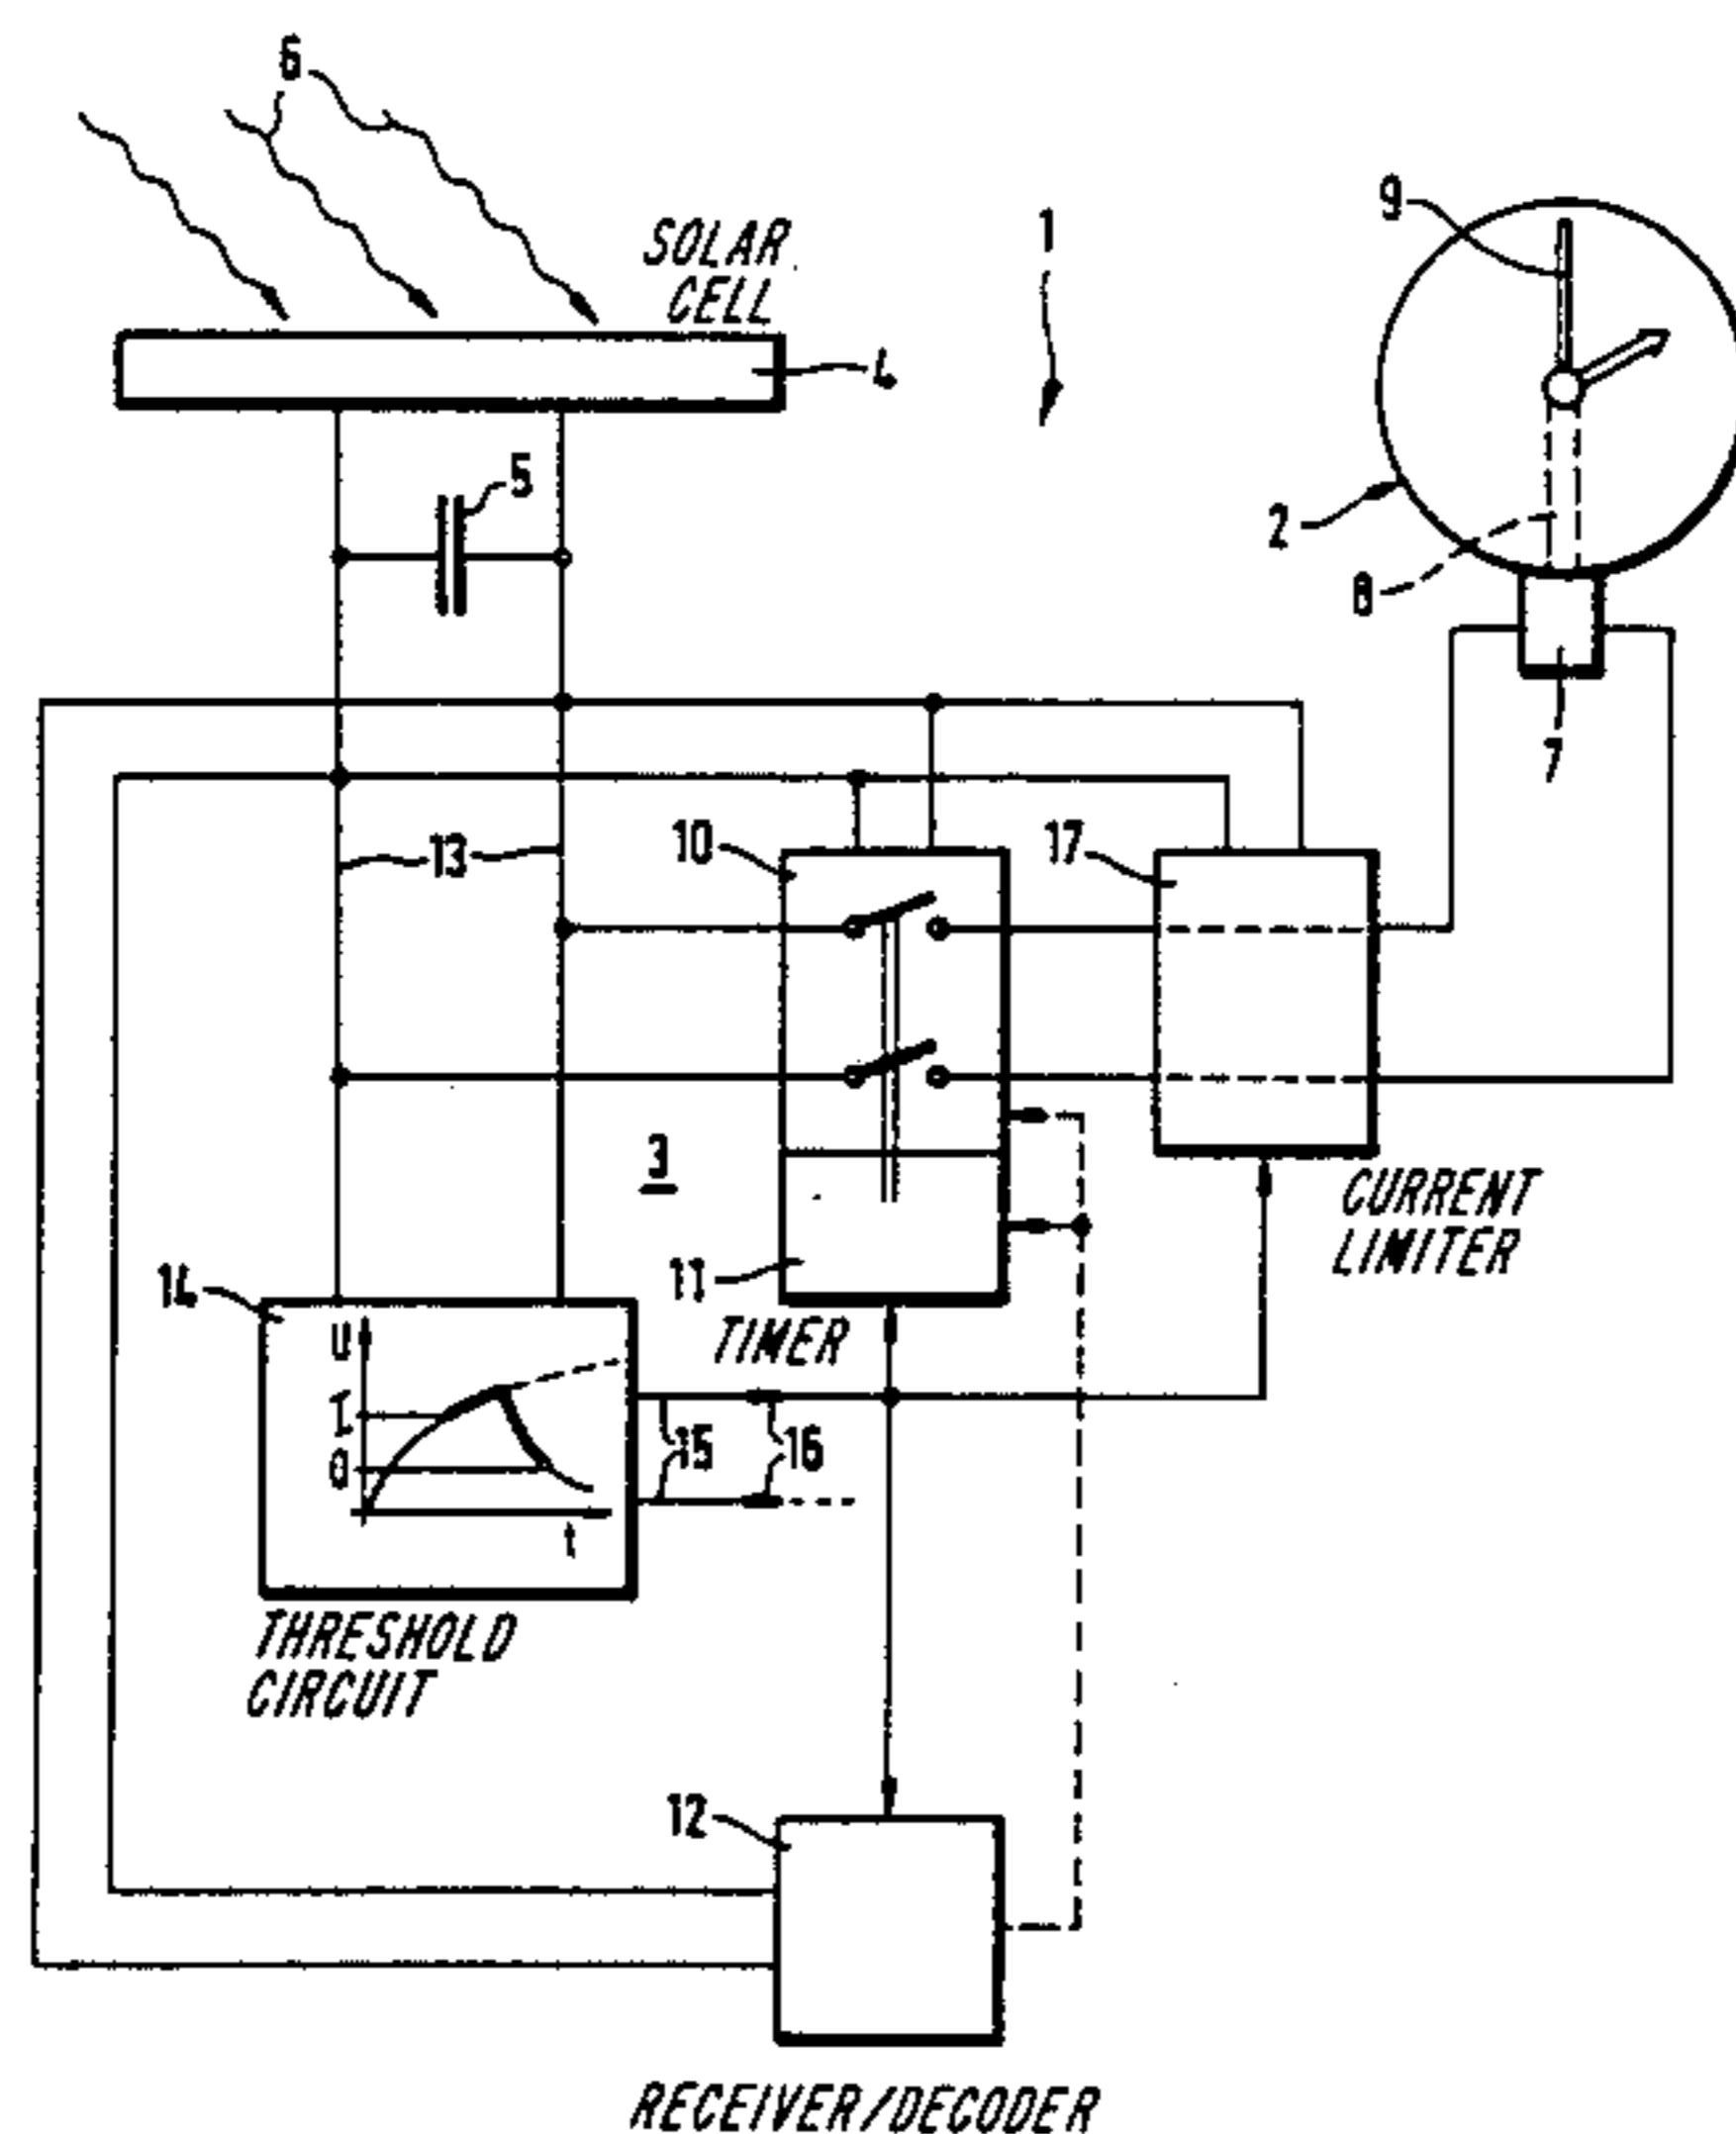 6
SOLAR
CELL
1
9
4
5
2
8
7
13
10
17
3
CURRENT
LIMITER
14
11
TIMER
U
I
0
15
16
t
THRESHOLD
CIRCUIT
12
RECEIVER/DECODER